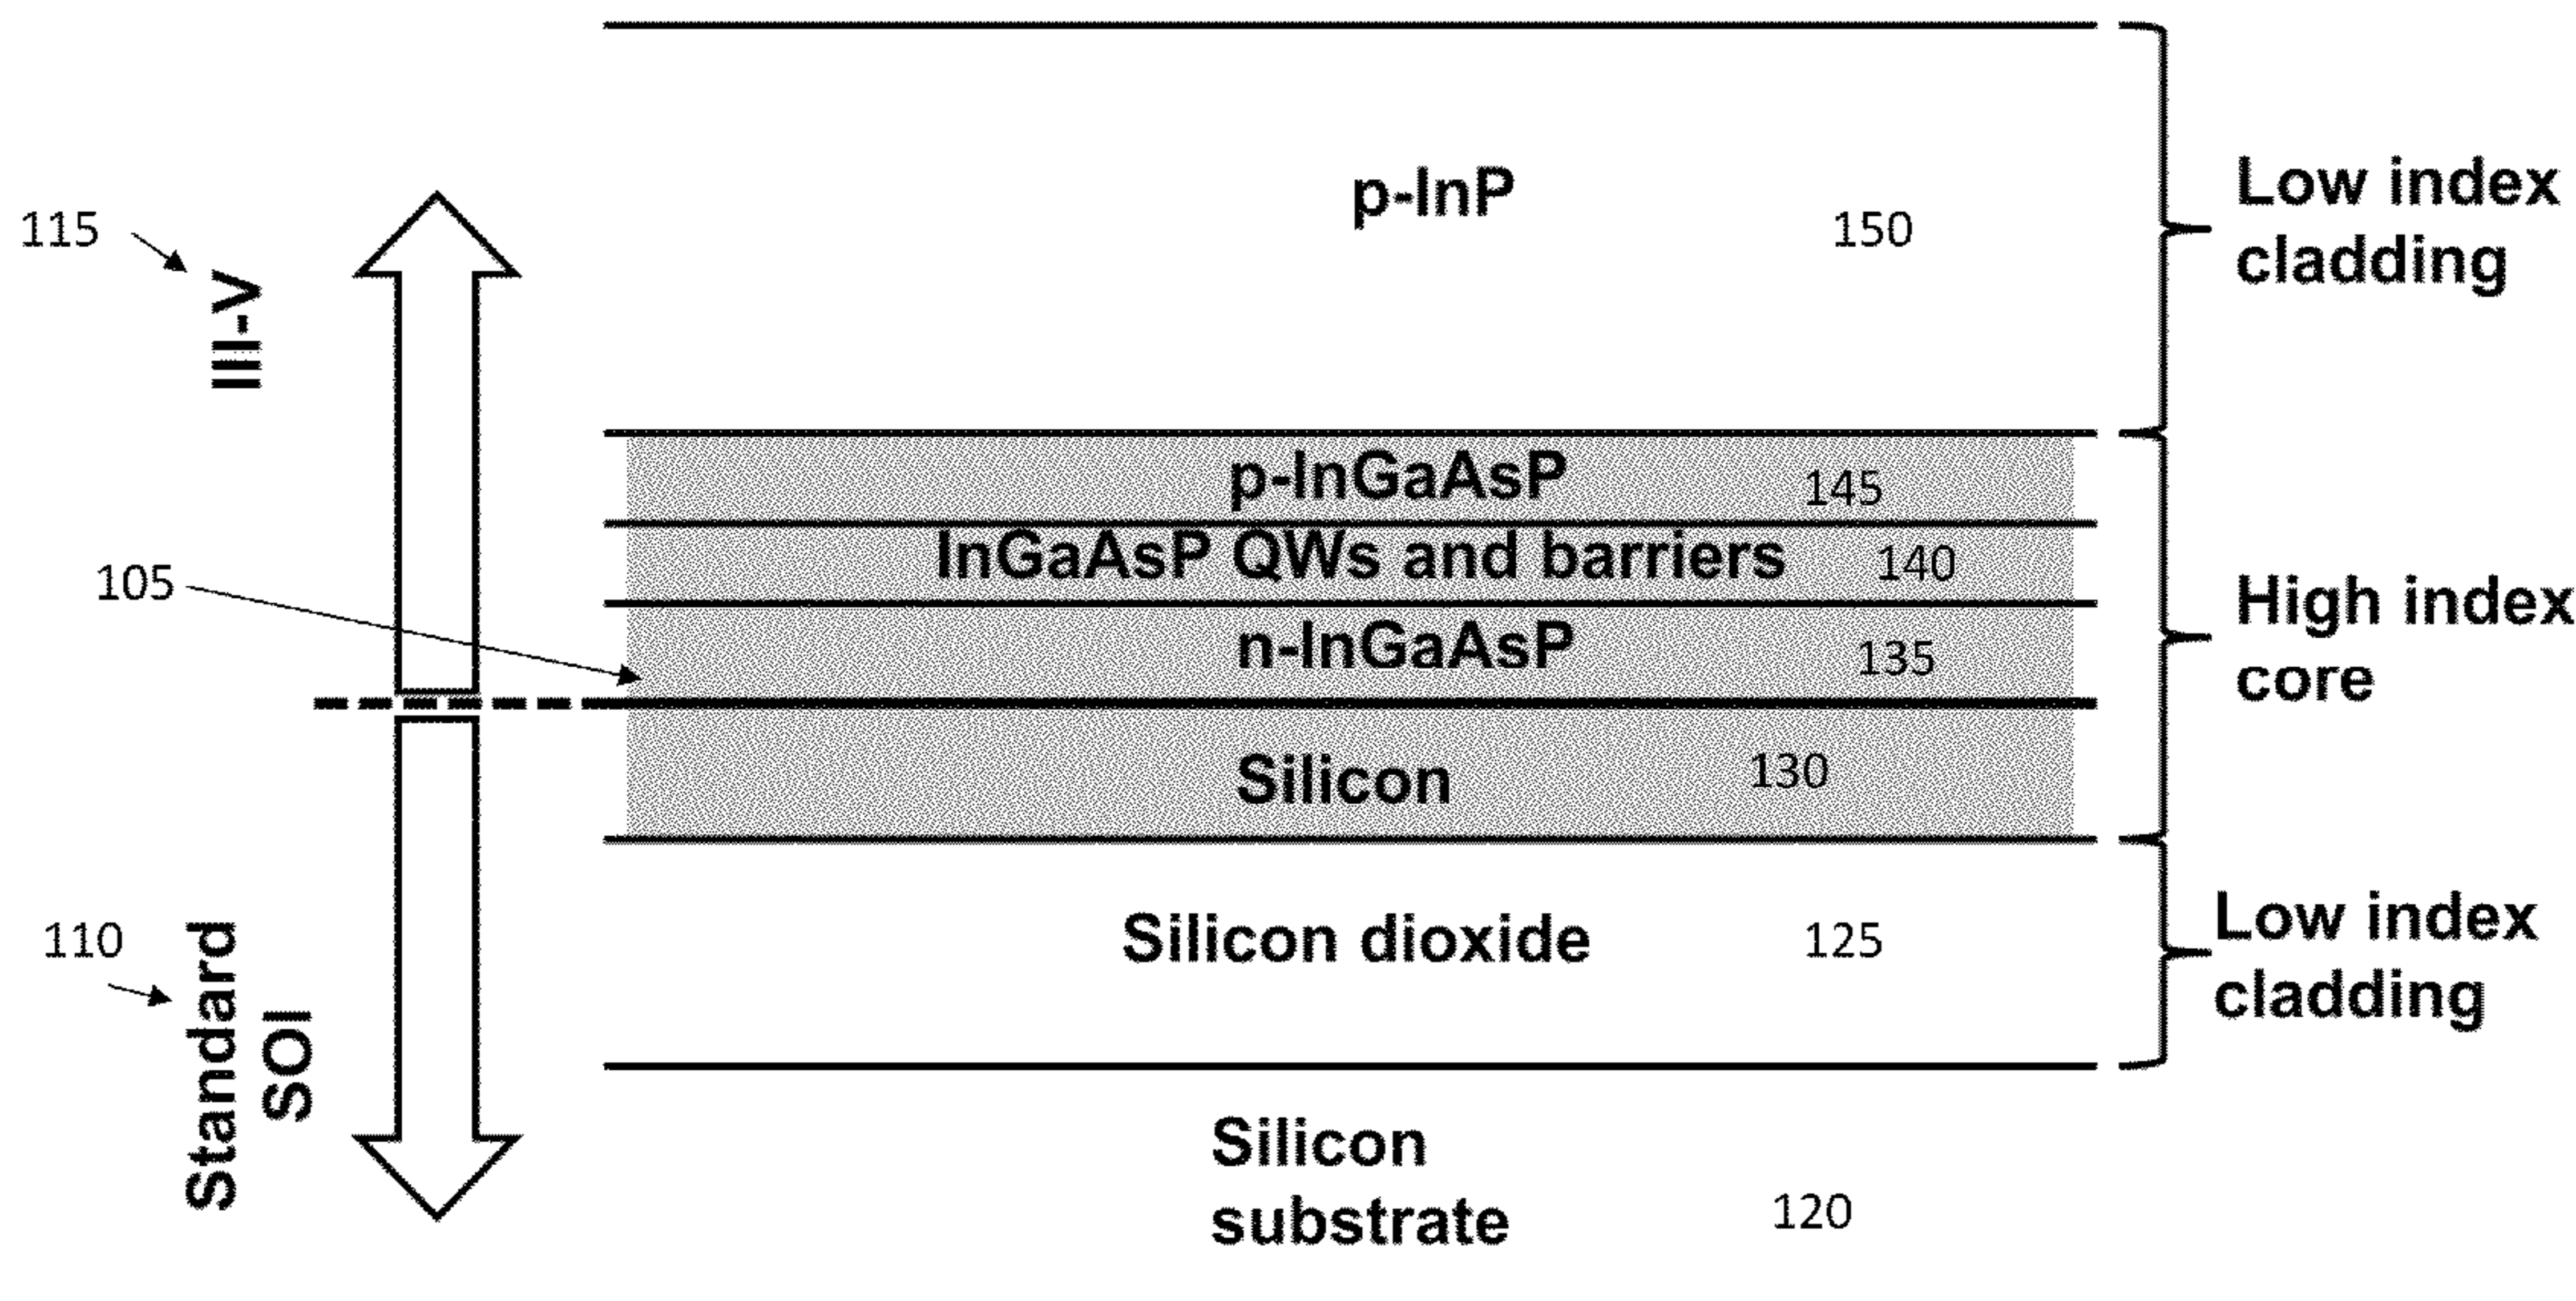 p-InP
150
Low index
cladding
115
III-V
p-InGaAsP
145
InGaAsP QWs and barriers
140
105
n-InGaAsP
135
High index
core
Silicon
130
110
Standard
SOI
Silicon dioxide
125
Low index
cladding
Silicon
substrate
120